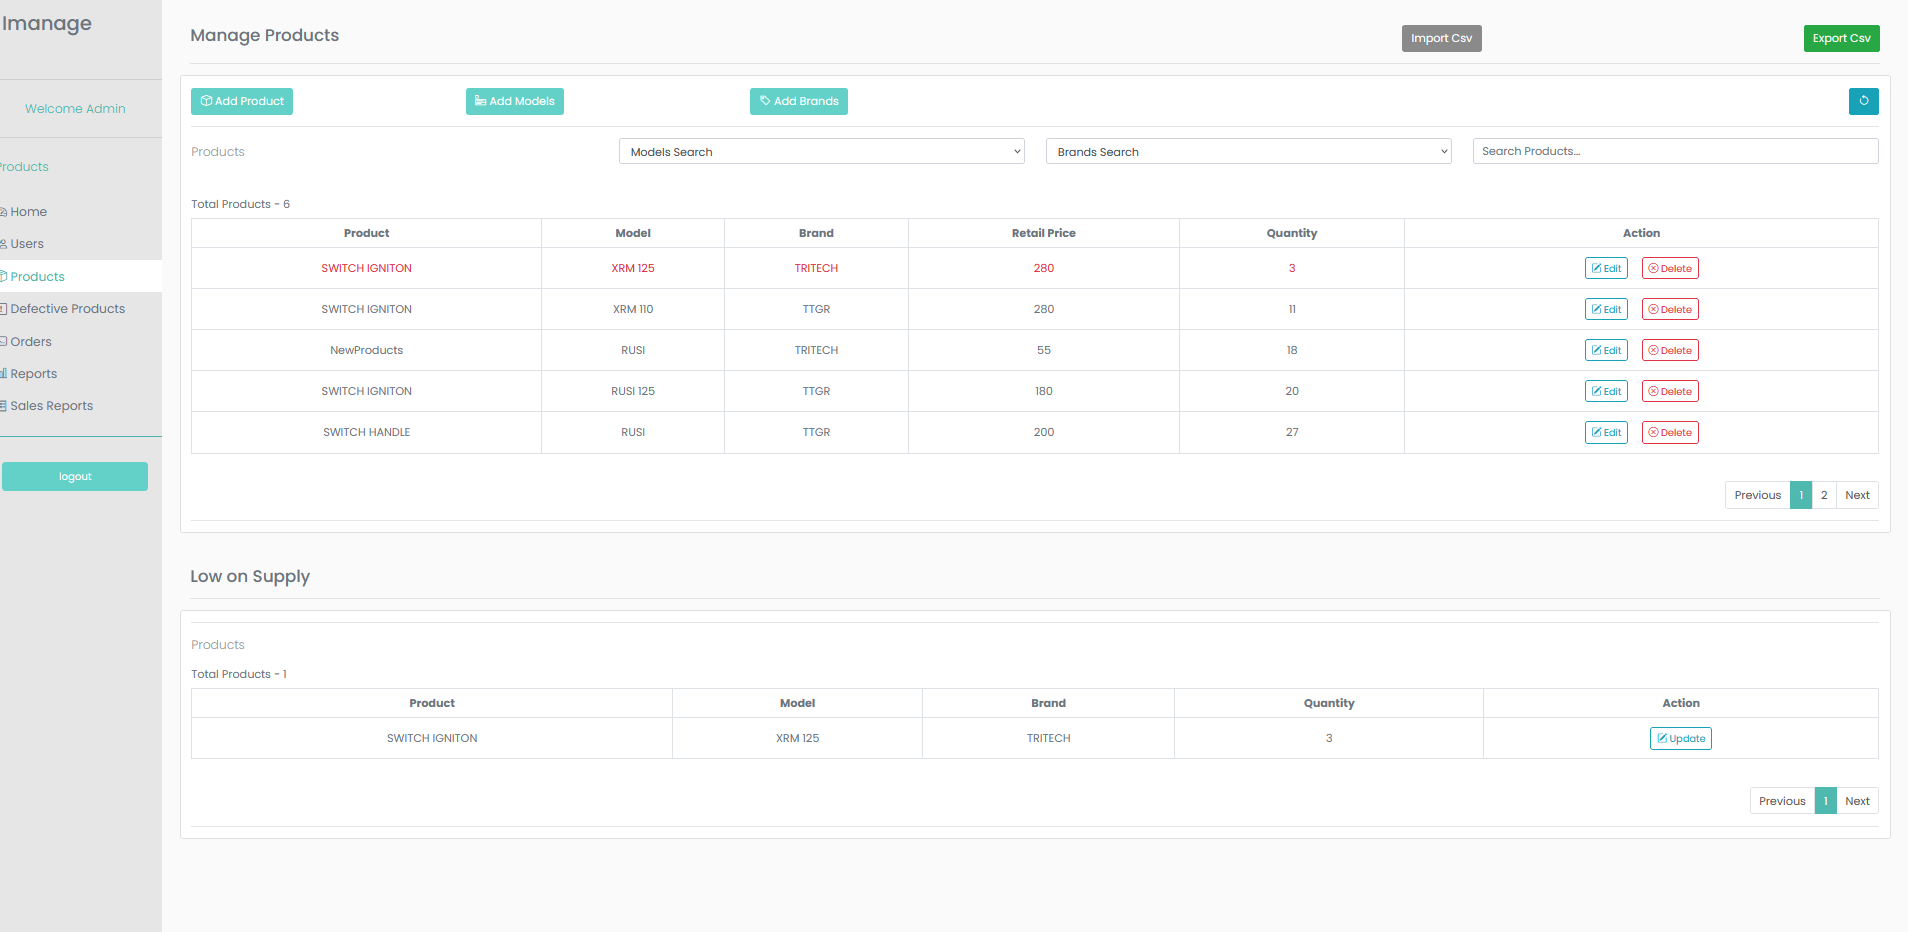 Imanage
Welcome Admin
Products
Home
Users
Products
Defective Products
Orders
Reports
Sales Reports
logout
Manage Products
Import Csv
Export Csv
Add Product
Add Models
Add Brands
Products
Models Search
Brands Search
Search Products...
Total Products - 6
Product Model Brand Retail Price Quantity Action
SWITCH IGNITON XRM 125 TRITECH 280 3 Edit Delete
SWITCH IGNITON XRM 110 TTGR 280 11 Edit Delete
NewProducts RUSI TRITECH 55 18 Edit Delete
SWITCH IGNITON RUSI 125 TTGR 180 20 Edit Delete
SWITCH HANDLE RUSI TTGR 200 27 Edit Delete
Previous 1 2 Next
Low on Supply
Products
Total Products - 1
Product Model Brand Quantity Action
SWITCH IGNITON XRM 125 TRITECH 3 Update
Previous 1 Next